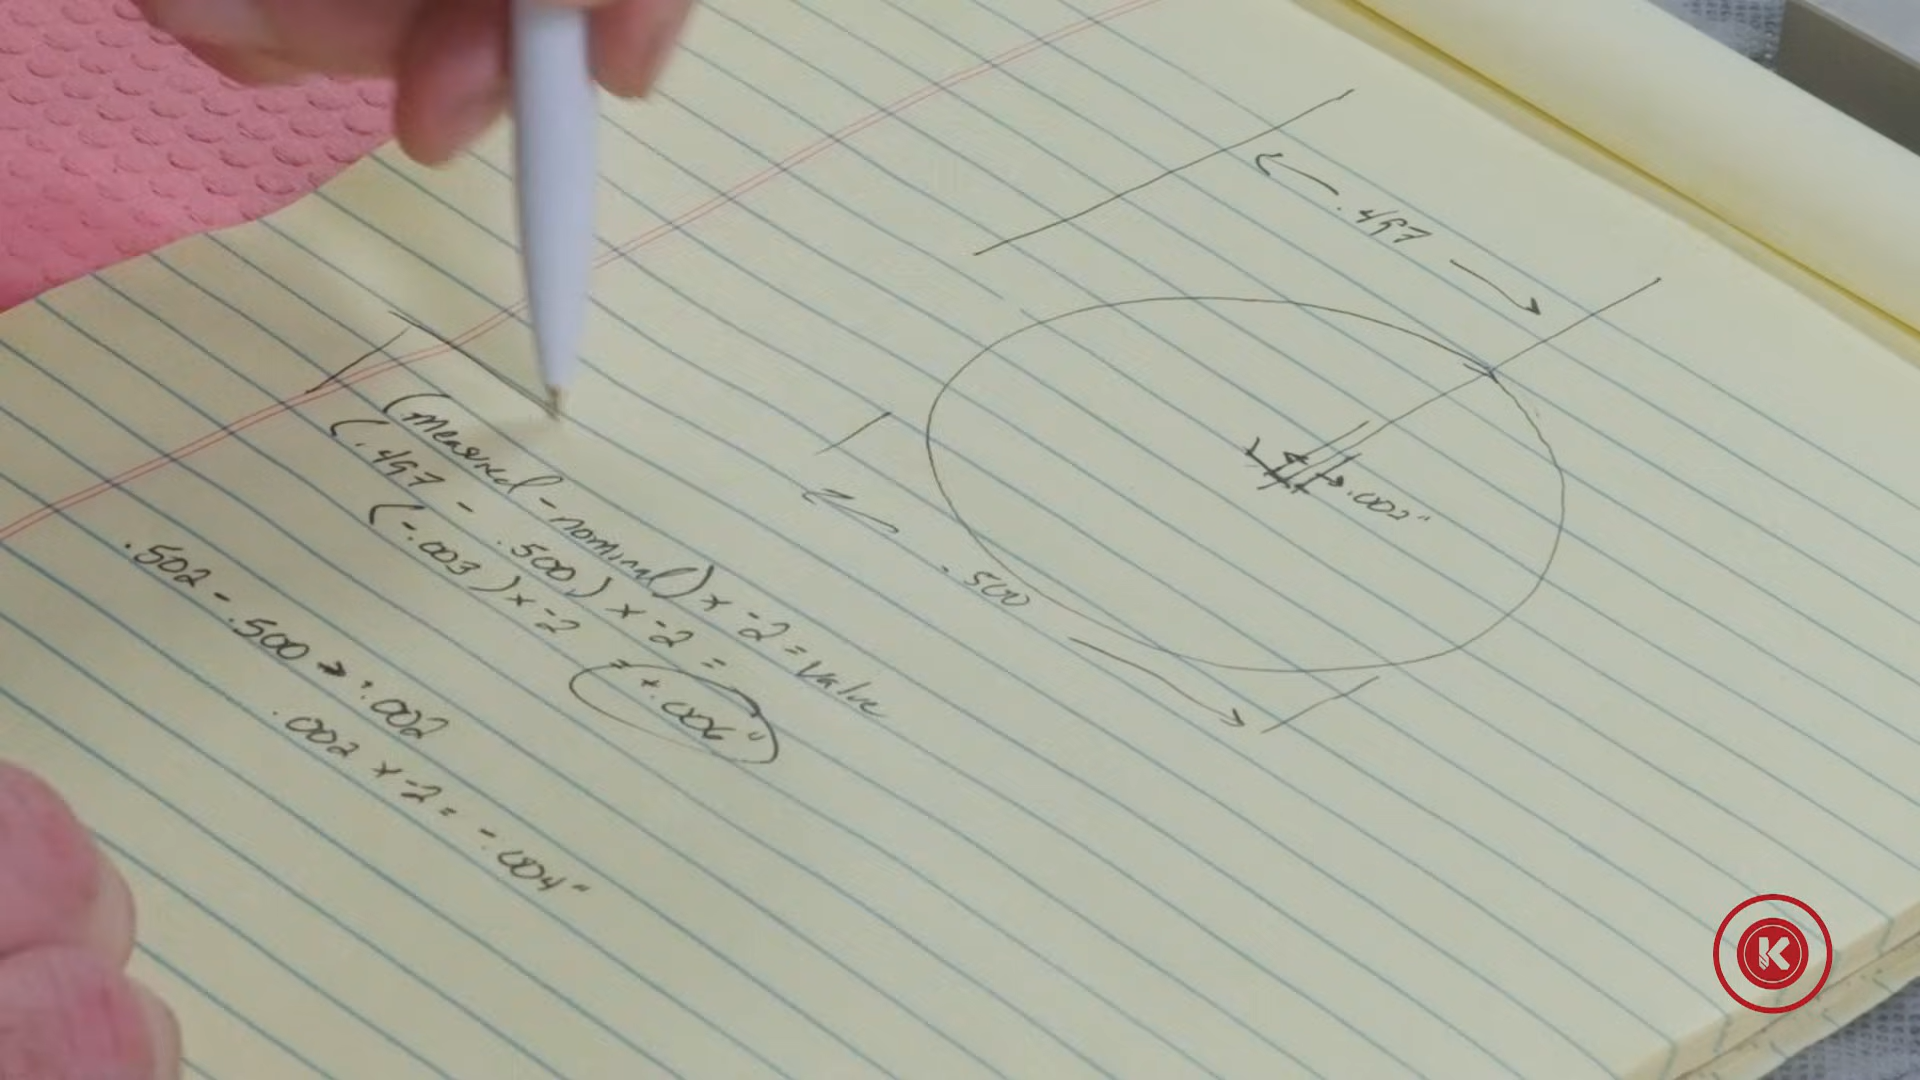 (measured - nominal) x -2 = value
(.497 - .500) x -2 =
(-.003) x -2 = +.006"
.502 - .500 → +.002
.002 x -2 = -.004"
.497
.002"
.500
K